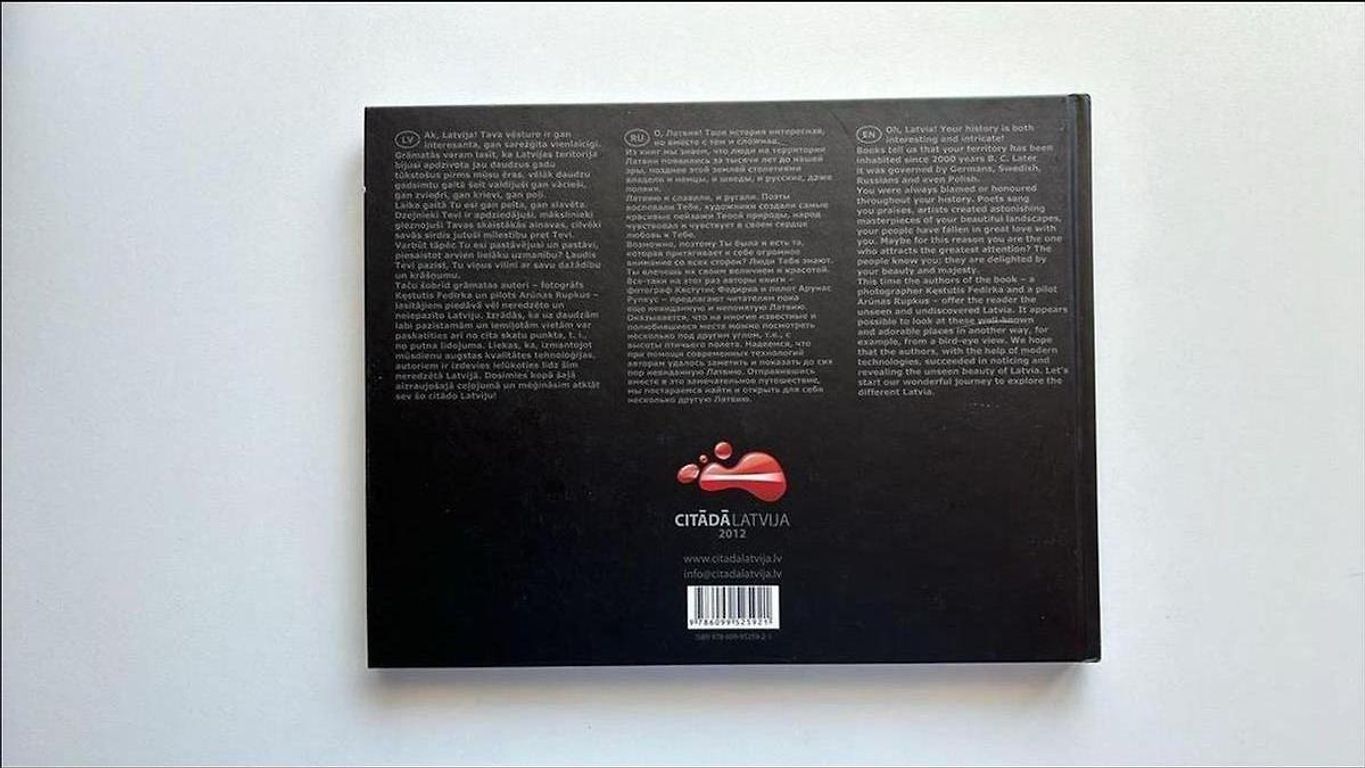 LV
Ak, Latvija! Tava vēsture ir gan
interesanta, gan sarežģīta vienlaicīgi.
Grāmatās varam lasīt, ka Latvijas teritorija
bijusi apdzīvota jau daudzus gadu
tūkstošus pirms mūsu ēras, vēlāk daudzu
gadsimtu gaitā šeit valdījuši gan vācieši,
gan zviedri, gan krievi, gan poļi.
Laika gaitā Tu esi gan pelta, gan slavēta.
Dzejnieki Tevi ir apdziedājuši, mākslinieki
gleznojuši Tavas skaistākās ainavas, cilvēki
savās sirdīs jutuši mīlestību pret Tevi.
Varbūt tāpēc Tu esi pastāvējusi un pastāvi,
piesaistot arvien lielāku uzmanību? Ļaudis
Tevi pazīst, Tu viņus vilini ar savu dažādību
un krāšņumu.
Taču šobrīd grāmatas autori – fotogrāfs
Ķęstutis Fedirka un pilots Arūnas Rupkus –
lasītājiem piedāvā vēl neredzēto un
neiepazīto Latviju. Izrādās, ka uz daudzām
labi pazīstamām un iemīļotām vietām var
paskatīties arī no cita skatu punkta, t. i.,
no putna lidojuma. Liekas, ka, izmantojot
mūsdienu augstas kvalitātes tehnoloģijas,
autoriem ir izdevies ielūkoties līdz šim
neredzētā Latvijā. Dosimies kopā šajā
aizraujošajā ceļojumā un mēģināsim atklāt
sev šo citādo Latviju!
RU
О, Латвия! Твоя история интересная,
но вместе с тем и сложная.
Из книг мы знаем, что люди на территории
Латвии появились за тысячи лет до нашей
эры, позднее этой землей столетиями
владели и немцы, и шведы, и русские, даже
поляки.
Латвию и славили, и ругали. Поэты
воспевали Тебя, художники создали самые
красивые пейзажи Твоей природы, народ
чувствовал и чувствует в своем сердце
любовь к Тебе.
Возможно, поэтому Ты была и есть та,
которая притягивает к себе огромное
внимание со всех сторон? Люди Тебя знают.
Ты влечешь их своим величием и красотой.
Все-таки на этот раз авторы книги –
фотограф Кястутис Федирка и пилот Арунас
Рупкус – предлагают читателям пока
еще невиданную и непонятую Латвию.
Оказывается, что на многие известные и
полюбившиеся места можно посмотреть
несколько под другим углом, т.к., с
высоты птичьего полета. Надеемся, что
при помощи современных технологий
авторам удалось заметить и показать до сих
пор невиданную Латвию. Отправившись
вместе в это замечательное путешествие,
мы постараемся найти и открыть для себя
несколько другую Латвию.
EN
Oh, Latvia! Your history is both
interesting and intricate!
Books tell us that your territory has been
inhabited since 2000 years B. C. Later
it was governed by Germans, Swedish,
Russians and even Polish.
You were always blamed or honoured
throughout your history. Poets sang
you praises, artists created astonishing
masterpieces of your beautiful landscapes,
your people have fallen in great love with
you. Maybe for this reason you are the one
who attracts the greatest attention? The
people know you; they are delighted by
your beauty and majesty.
This time the authors of the book – a
photographer Kęstutis Fedirka and a pilot
Arūnas Rupkus – offer the reader the
unseen and undiscovered Latvia. It appears
possible to look at these well-known
and adorable places in another way, for
example, from a bird-eye view. We hope
that the authors, with the help of modern
technologies, succeeded in noticing and
revealing the unseen beauty of Latvia. Let's
start our wonderful journey to explore the
different Latvia.
CITĀDĀLATVIJA
2012
www.citadalatvija.lv
info@citadalatvija.lv
9 786099 525921
ISBN 978-609-95259-2-1